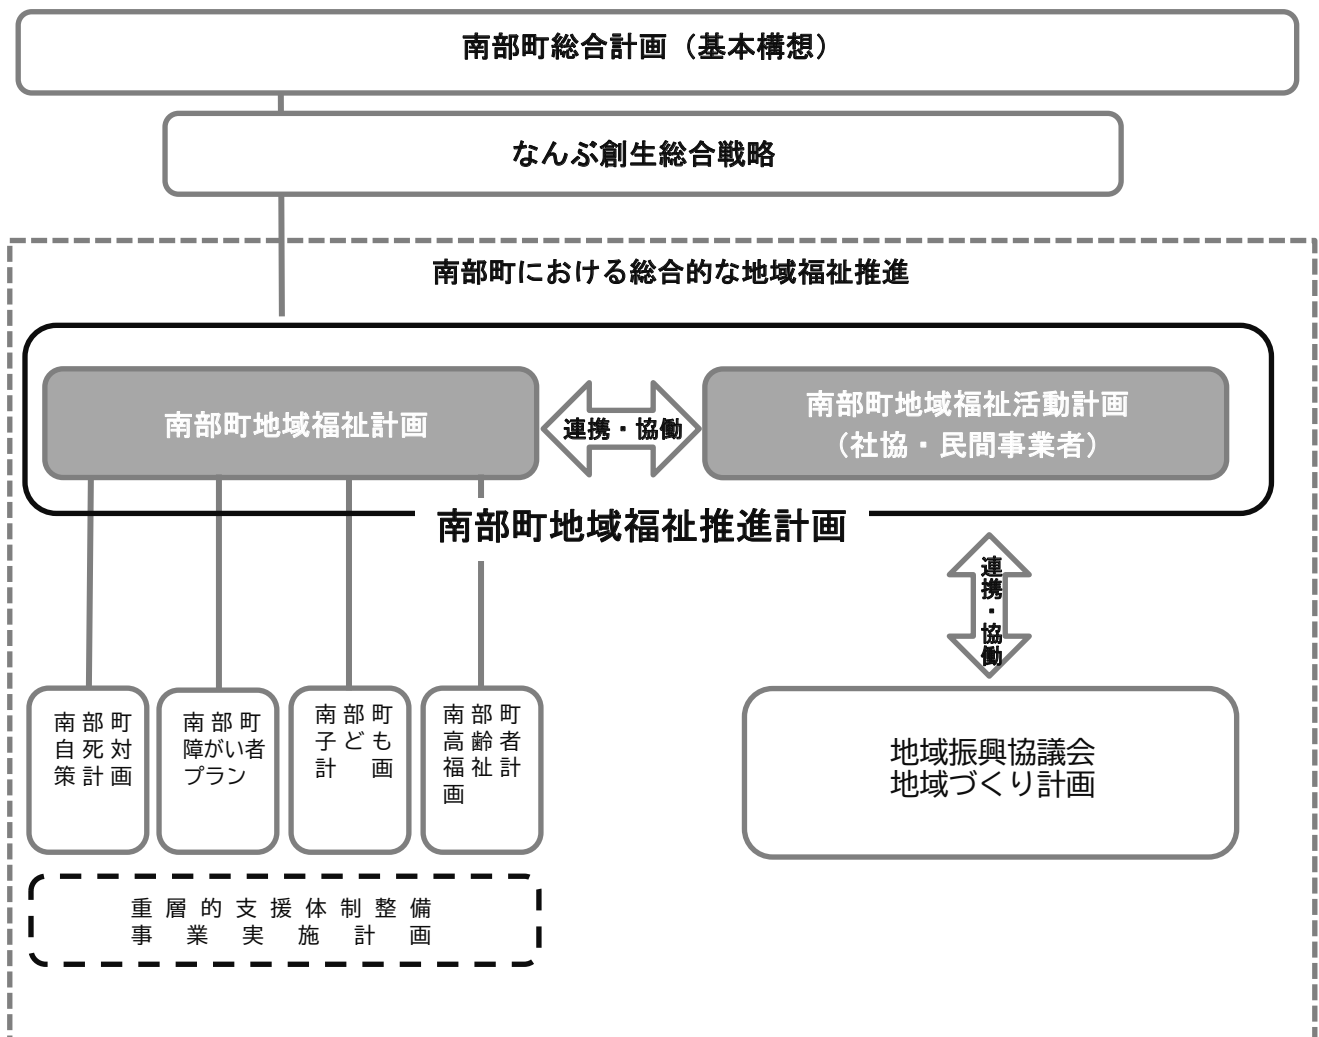 南部町総合計画（基本構想）
なんぶ創生総合戦略
南部町における総合的な地域福祉推進
南部町地域福祉計画
連携・協働
南部町地域福祉活動計画
（社協・民間事業者）
南部町地域福祉推進計画
連携・協働
南部町
自死対
策計画
南部町
障がい者
プラン
南部町
子ども
計画
南部町
高齢者
福祉計
画
地域振興協議会
地域づくり計画
重層的支援体制整備
事業実施計画